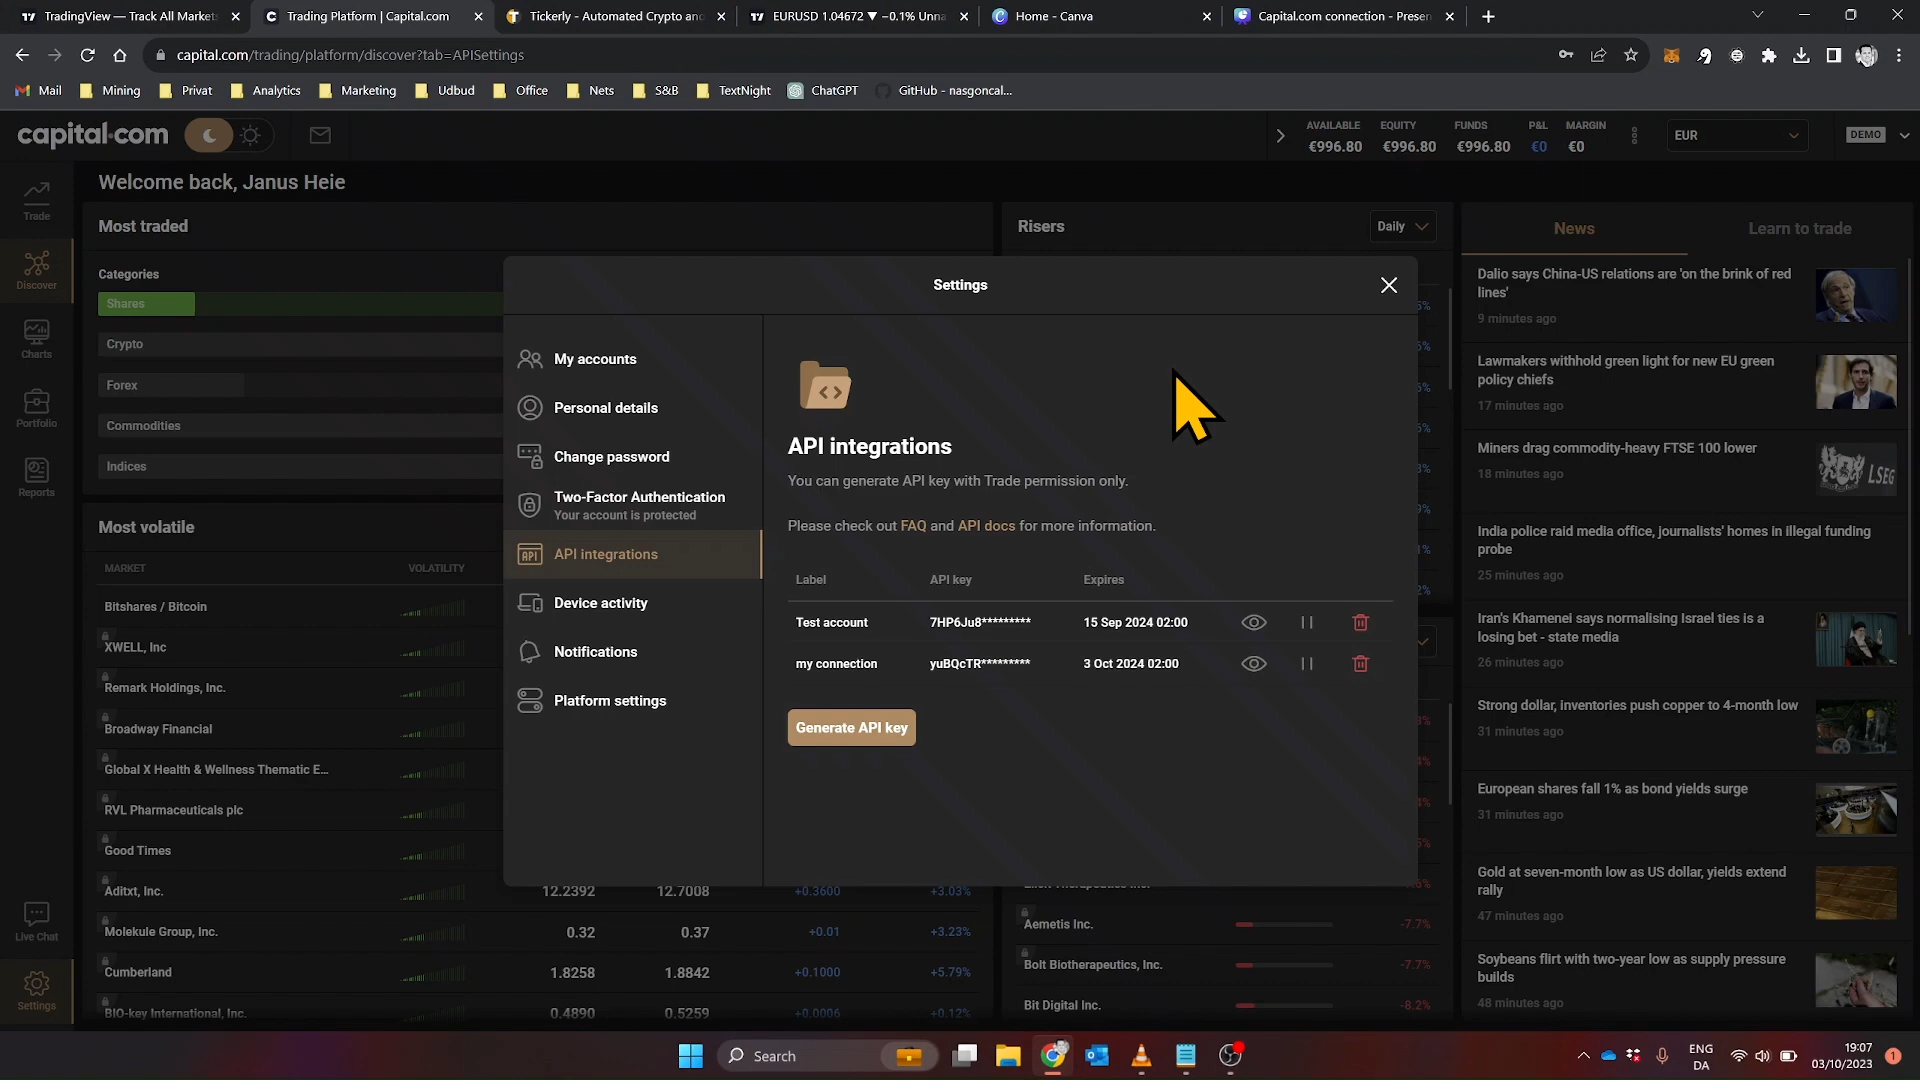 TradingView — Track All Market
Trading Platform | Capital.com
Tickerly - Automated Crypto and
EURUSD 1.04672 ▼ −0.1% Unna
Home - Canva
Capital.com connection - Presen
capital.com/trading/platform/discover?tab=APISettings
Mail
Mining
Privat
Analytics
Marketing
Udbud
Office
Nets
S&B
TextNight
ChatGPT
GitHub - nasgoncal...
capital.com
AVAILABLE
€996.80
EQUITY
€996.80
FUNDS
€996.80
P&L
€0
MARGIN
€0
EUR
DEMO
Trade
Discover
Charts
Portfolio
Reports
Live Chat
Settings
Welcome back, Janus Heie
Most traded
Categories
Shares
Crypto
Forex
Commodities
Indices
Most volatile
MARKET
VOLATILITY
Bitshares / Bitcoin
XWELL, Inc
Remark Holdings, Inc.
Broadway Financial
Global X Health & Wellness Thematic E...
RVL Pharmaceuticals plc
Good Times
Aditxt, Inc. 12.2392 12.7008 +0.3600 +3.03%
Molekule Group, Inc. 0.32 0.37 +0.01 +3.23%
Cumberland 1.8258 1.8842 +0.1000 +5.79%
BIO-key International, Inc. 0.4890 0.5259 +0.0006 +0.12%
Risers
Daily
Settings
My accounts
Personal details
Change password
Two-Factor Authentication
Your account is protected
API integrations
Device activity
Notifications
Platform settings
API integrations
You can generate API key with Trade permission only.
Please check out FAQ and API docs for more information.
Label API key Expires
Test account 7HP6Ju8********* 15 Sep 2024 02:00
my connection yuBQcTR********* 3 Oct 2024 02:00
Generate API key
Aemetis Inc. -7.7%
Bolt Biotherapeutics, Inc. -7.7%
Bit Digital Inc. -8.2%
News
Learn to trade
Dalio says China-US relations are 'on the brink of red
lines'
9 minutes ago
Lawmakers withhold green light for new EU green
policy chiefs
17 minutes ago
Miners drag commodity-heavy FTSE 100 lower
18 minutes ago
LSEG
India police raid media office, journalists' homes in illegal funding
probe
25 minutes ago
Iran's Khamenei says normalising Israel ties is a
losing bet - state media
26 minutes ago
Strong dollar, inventories push copper to 4-month low
31 minutes ago
European shares fall 1% as bond yields surge
31 minutes ago
Gold at seven-month low as US dollar, yields extend
rally
47 minutes ago
Soybeans flirt with two-year low as supply pressure
builds
48 minutes ago
Search
ENG
DA
19:07
03/10/2023
1